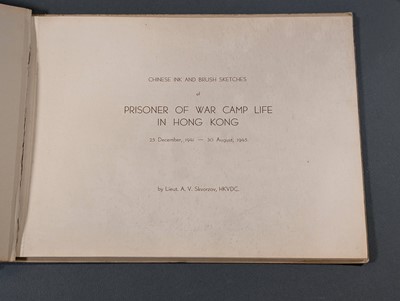 CHINESE INK AND BRUSH SKETCHES
of
PRISONER OF WAR CAMP LIFE
IN HONG KONG
25 December, 1941 — 30 August, 1945
by Lieut. A. V. Skvorzov, HKVDC.